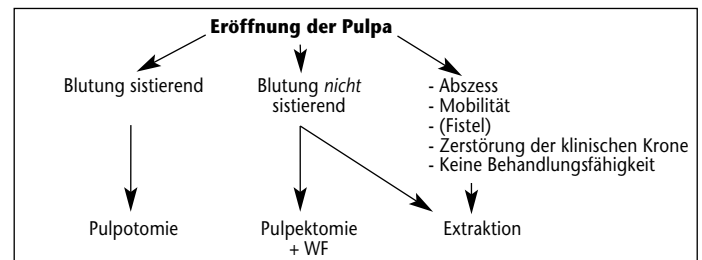 Eröffnung der Pulpa
Blutung sistierend
Blutung nicht
sistierend
- Abszess
- Mobilität
- (Fistel)
- Zerstörung der klinischen Krone
- Keine Behandlungsfähigkeit
Pulpotomie
Pulpektomie
+ WF
Extraktion